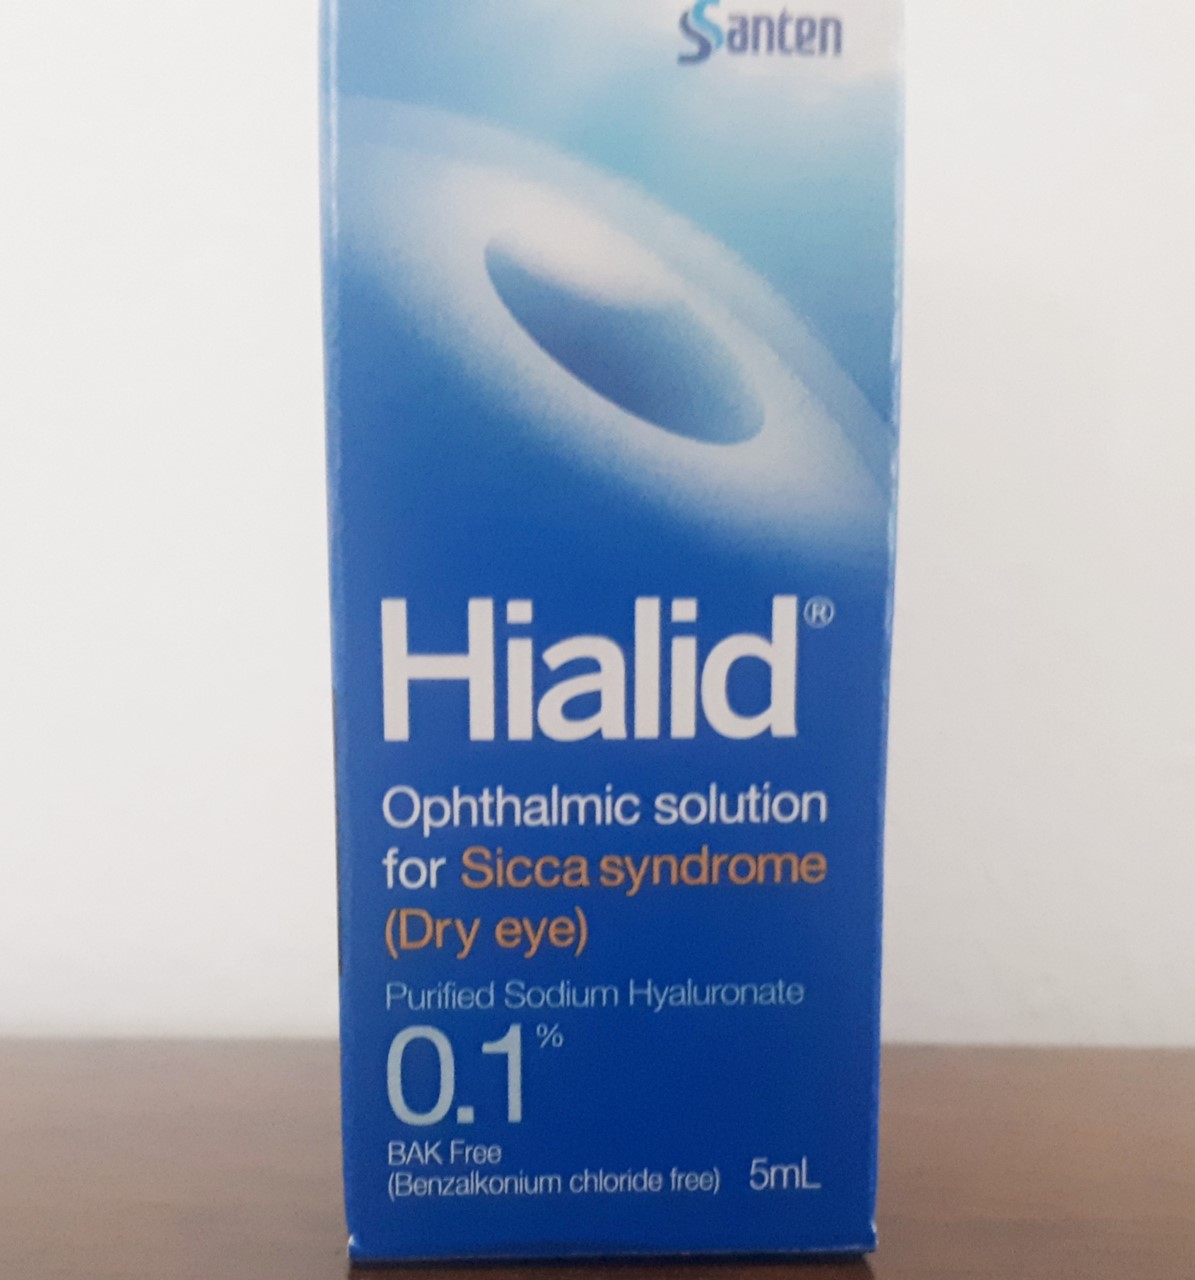 Santen
Hialid®
Ophthalmic solution
for Sicca syndrome
(Dry eye)
Purified Sodium Hyaluronate
0.1%
BAK Free
(Benzalkonium chloride free) 5mL